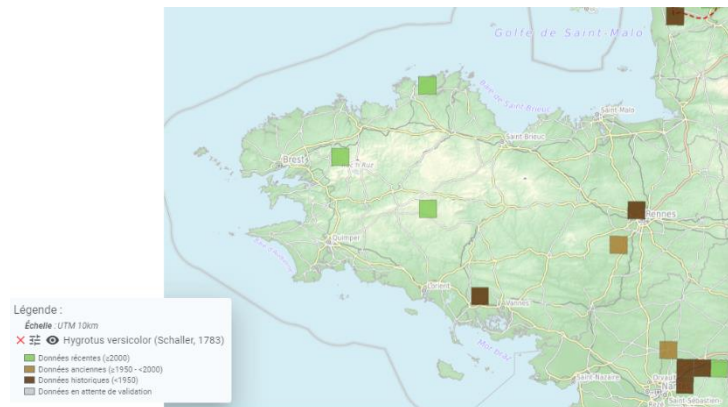 Golfe de Saint-Malo
Baie de Saint-Brieuc
Saint-Malo
Saint-Brieuc
Brest
Rennes
Quimper
Lorient
Vannes
Saint-Nazaire
Orvault
Rezé
Saint-Sébastien
Légende :
Échelle : UTM 10km
Hygrotus versicolor (Schaller, 1783)
Données récentes (≥2000)
Données anciennes (≥1950 - <2000)
Données historiques (<1950)
Données en attente de validation